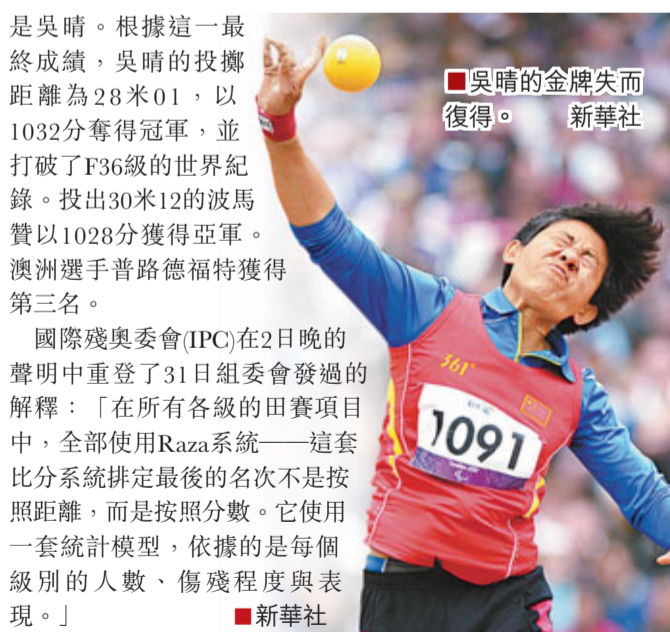 是吳晴。根據這一最
終成績，吳晴的投擲
距離為28米01，以
1032分奪得冠軍，並
打破了F36級的世界紀
錄。投出30米12的波馬
贊以1028分獲得亞軍。
澳洲選手普路德福特獲得
第三名。
國際殘奧委會(IPC)在2日晚的
聲明中重登了31日組委會發過的
解釋：「在所有各級的田賽項目
中，全部使用Raza系統——這套
比分系統排定最後的名次不是按
照距離，而是按照分數。它使用
一套統計模型，依據的是每個
級別的人數、傷殘程度與表
現。」 ■新華社
■吳晴的金牌失而
復得。 新華社
361°
1091